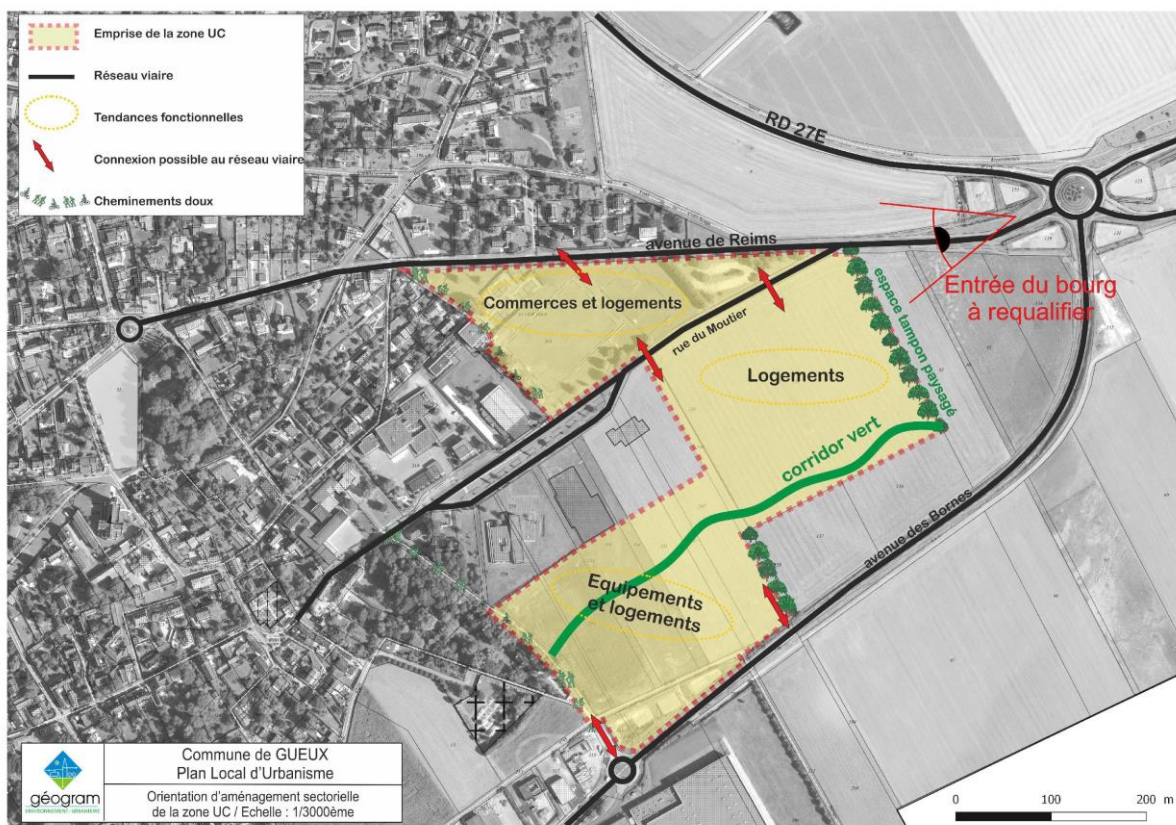 Emprise de la zone UC
Réseau viaire
Tendances fonctionnelles
Connexion possible au réseau viaire
Cheminements doux
RD 27E
avenue de Reims
Entrée du bourg
à requalifier
Commerces et logements
rue du Moutier
espace tampon paysagé
Logements
corridor vert
avenue des Bornes
Equipements
et logements
géogram
ENVIRONNEMENT - URBANISME
Commune de GUEUX
Plan Local d'Urbanisme
Orientation d'aménagement sectorielle
de la zone UC / Echelle : 1/3000ème
0 100 200 m